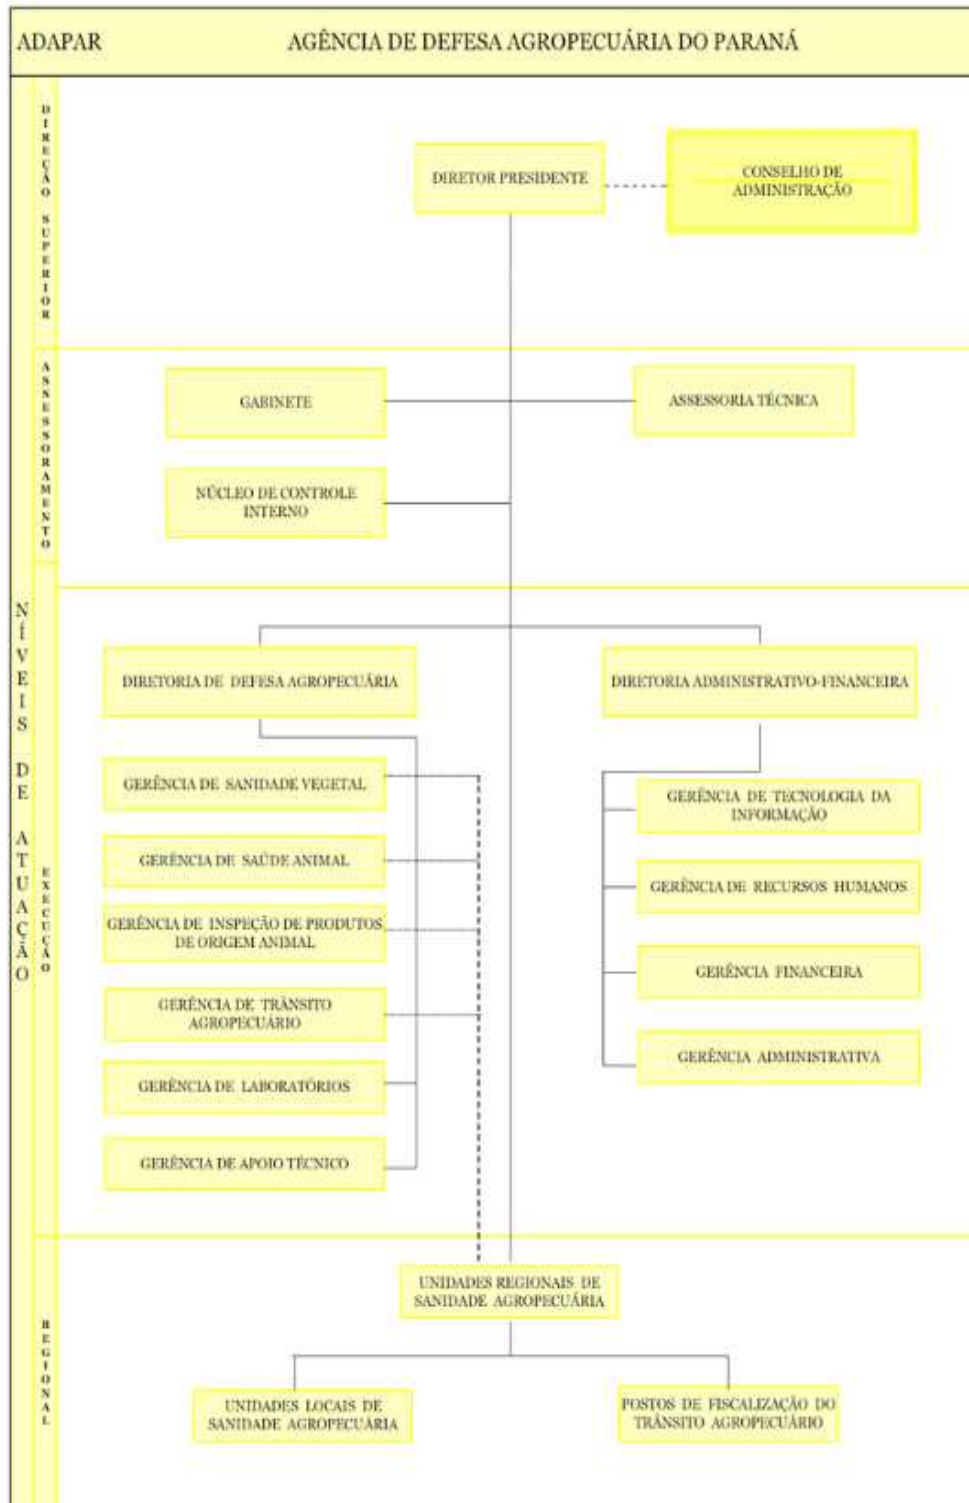 ADAPAR
AGÊNCIA DE DEFESA AGROPECUÁRIA DO PARANÁ
NÍVEIS DE ATUAÇÃO
DIREÇÃO SUPERIOR
DIRETOR PRESIDENTE
CONSELHO DE
ADMINISTRAÇÃO
ASSESSORAMENTO
GABINETE
ASSESSORIA TÉCNICA
NÚCLEO DE CONTROLE
INTERNO
EXECUÇÃO
DIRETORIA DE DEFESA AGROPECUÁRIA
DIRETORIA ADMINISTRATIVO-FINANCEIRA
GERÊNCIA DE SANIDADE VEGETAL
GERÊNCIA DE SAÚDE ANIMAL
GERÊNCIA DE INSPEÇÃO DE PRODUTOS
DE ORIGEM ANIMAL
GERÊNCIA DE TRÂNSITO
AGROPECUÁRIO
GERÊNCIA DE LABORATÓRIOS
GERÊNCIA DE APOIO TÉCNICO
GERÊNCIA DE TECNOLOGIA DA
INFORMAÇÃO
GERÊNCIA DE RECURSOS HUMANOS
GERÊNCIA FINANCEIRA
GERÊNCIA ADMINISTRATIVA
REGIONAL
UNIDADES REGIONAIS DE
SANIDADE AGROPECUÁRIA
UNIDADES LOCAIS DE
SANIDADE AGROPECUÁRIA
POSTOS DE FISCALIZAÇÃO DO
TRÂNSITO AGROPECUÁRIO